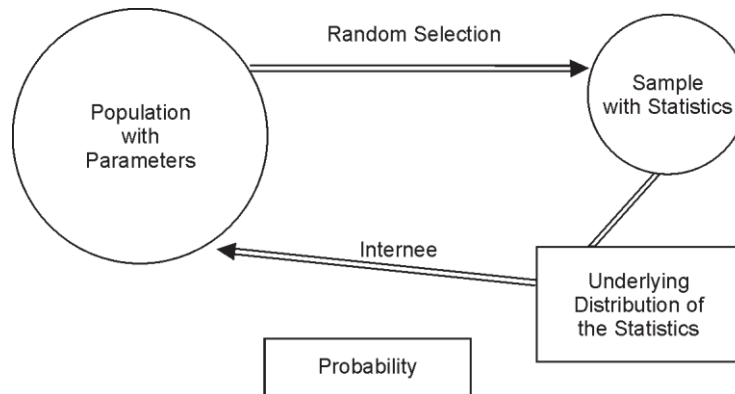 Random Selection
Population
with
Parameters
Sample
with Statistics
Internee
Underlying
Distribution of
the Statistics
Probability